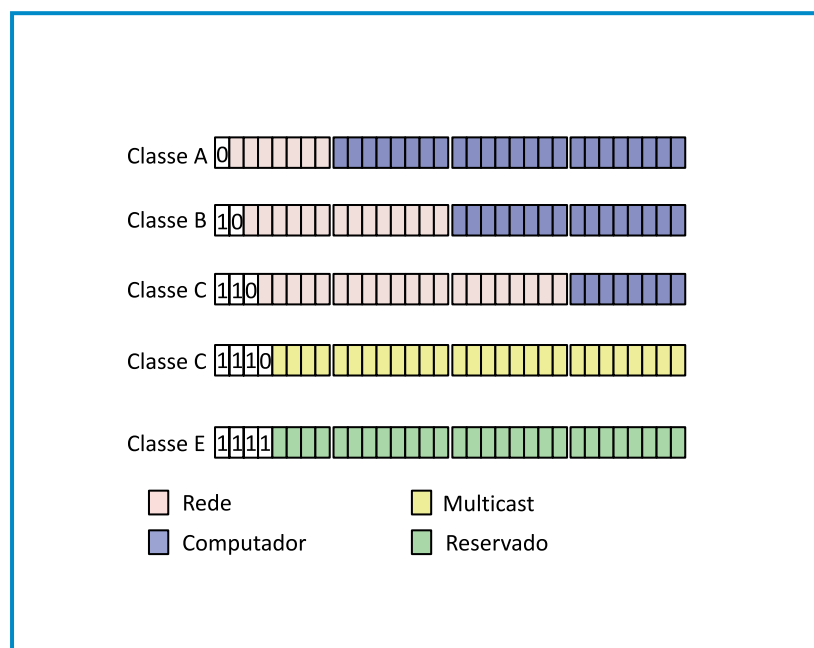 Classe A 0
Classe B 10
Classe C 110
Classe C 1110
Classe E 1111
Rede
Multicast
Computador
Reservado